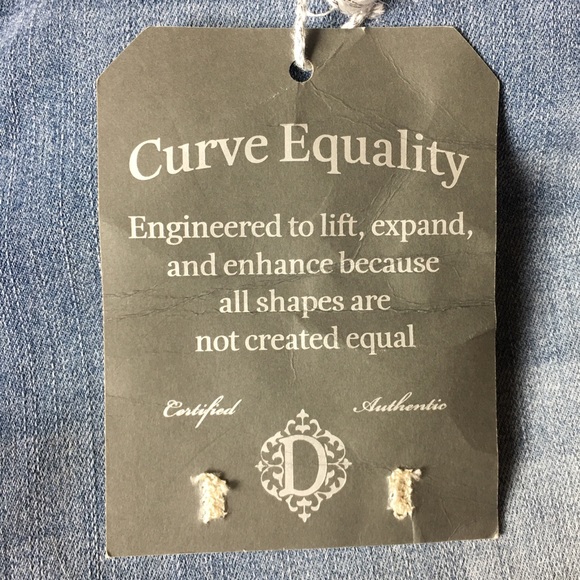 Curve Equality
Engineered to lift, expand,
and enhance because
all shapes are
not created equal
Certified Authentic
D